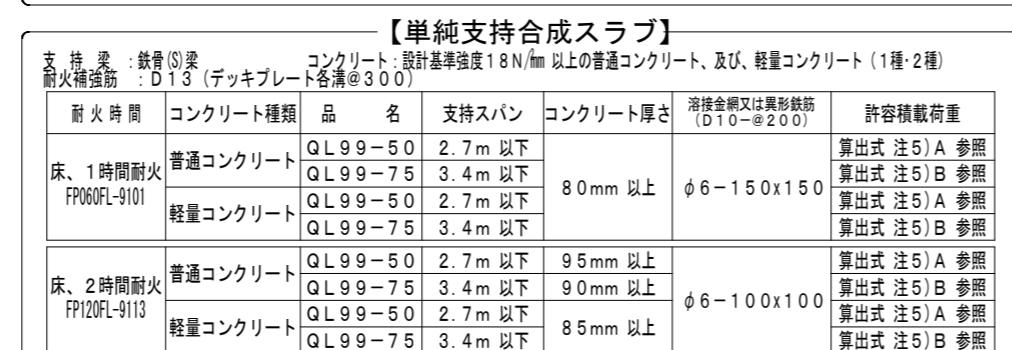 【単純支持合成スラブ】
支持梁：鉄骨(S)梁　コンクリート：設計基準強度18N/㎟ 以上の普通コンクリート、及び、軽量コンクリート（1種･2種）
耐火補強筋：D13（デッキプレート各溝@300）
耐火時間　コンクリート種類　品名　支持スパン　コンクリート厚さ　溶接金網又は異形鉄筋（D10－@200）　許容積載荷重
床、1時間耐火 FP060FL-9101　普通コンクリート　QL99－50　2.7m 以下　80mm 以上　φ6－150x150　算出式 注5)A 参照
QL99－75　3.4m 以下　算出式 注5)B 参照
軽量コンクリート　QL99－50　2.7m 以下　算出式 注5)A 参照
QL99－75　3.4m 以下　算出式 注5)B 参照
床、2時間耐火 FP120FL-9113　普通コンクリート　QL99－50　2.7m 以下　95mm 以上　φ6－100x100　算出式 注5)A 参照
QL99－75　3.4m 以下　90mm 以上　算出式 注5)B 参照
軽量コンクリート　QL99－50　2.7m 以下　85mm 以上　算出式 注5)A 参照
QL99－75　3.4m 以下　算出式 注5)B 参照